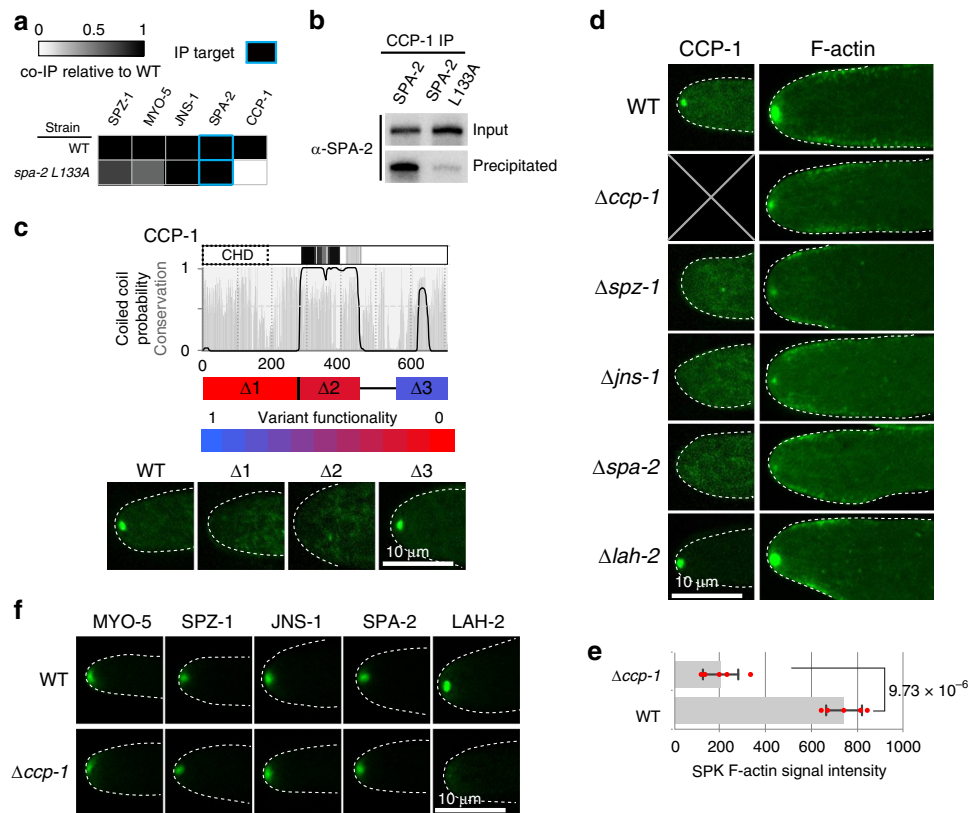 a
0 0.5 1
co-IP relative to WT
IP target
SPZ-1 MYO-5 JNS-1 SPA-2 CCP-1
Strain
WT
spa-2 L133A
b
CCP-1 IP
SPA-2 SPA-2 L133A
α-SPA-2
Input
Precipitated
c
CCP-1
CHD
Coiled coil
probability
Conservation
1
0
0 200 400 600
Δ1 Δ2 Δ3
1 Variant functionality 0
WT Δ1 Δ2 Δ3
10 μm
d
CCP-1 F-actin
WT
Δccp-1
Δspz-1
Δjns-1
Δspa-2
Δlah-2
10 μm
e
Δccp-1
WT
9.73 × 10⁻⁶
0 200 400 600 800 1000
SPK F-actin signal intensity
f
MYO-5 SPZ-1 JNS-1 SPA-2 LAH-2
WT
Δccp-1
10 μm